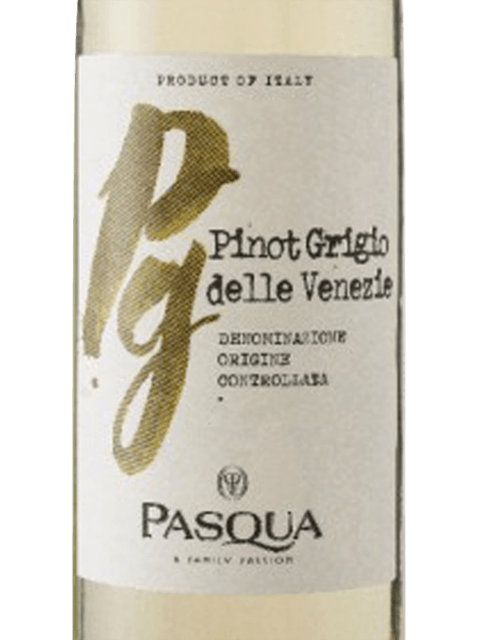 PRODUCT OF ITALY
Pg
Pinot Grigio
delle Venezie
DENOMINAZIONE
ORIGINE
CONTROLLATA
PASQUA
A FAMILY PASSION